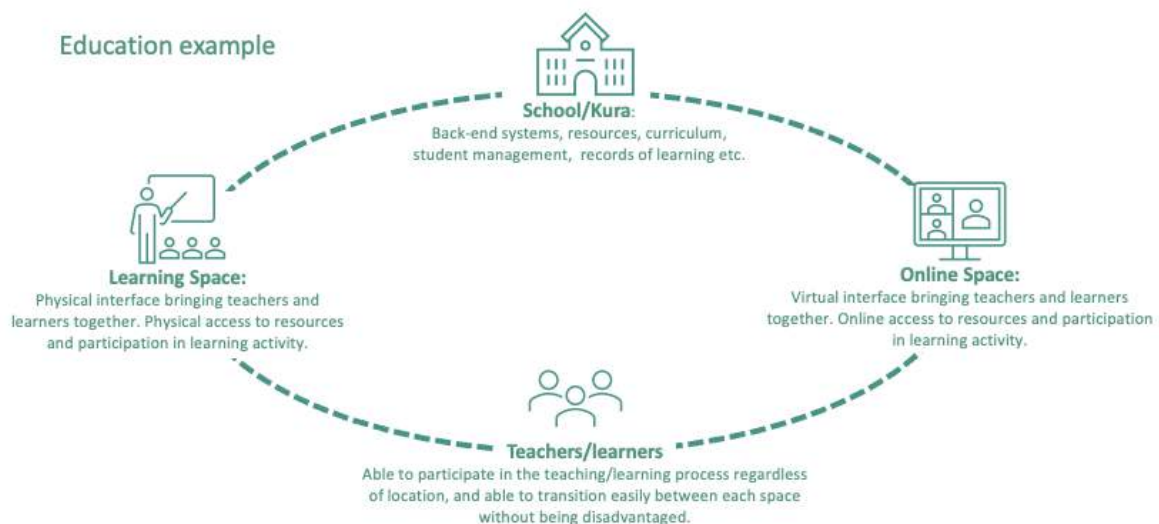 Education example
School/Kura:
Back-end systems, resources, curriculum,
student management, records of learning etc.
Learning Space:
Physical interface bringing teachers and
learners together. Physical access to resources
and participation in learning activity.
Online Space:
Virtual interface bringing teachers and learners
together. Online access to resources and participation
in learning activity.
Teachers/learners
Able to participate in the teaching/learning process regardless
of location, and able to transition easily between each space
without being disadvantaged.